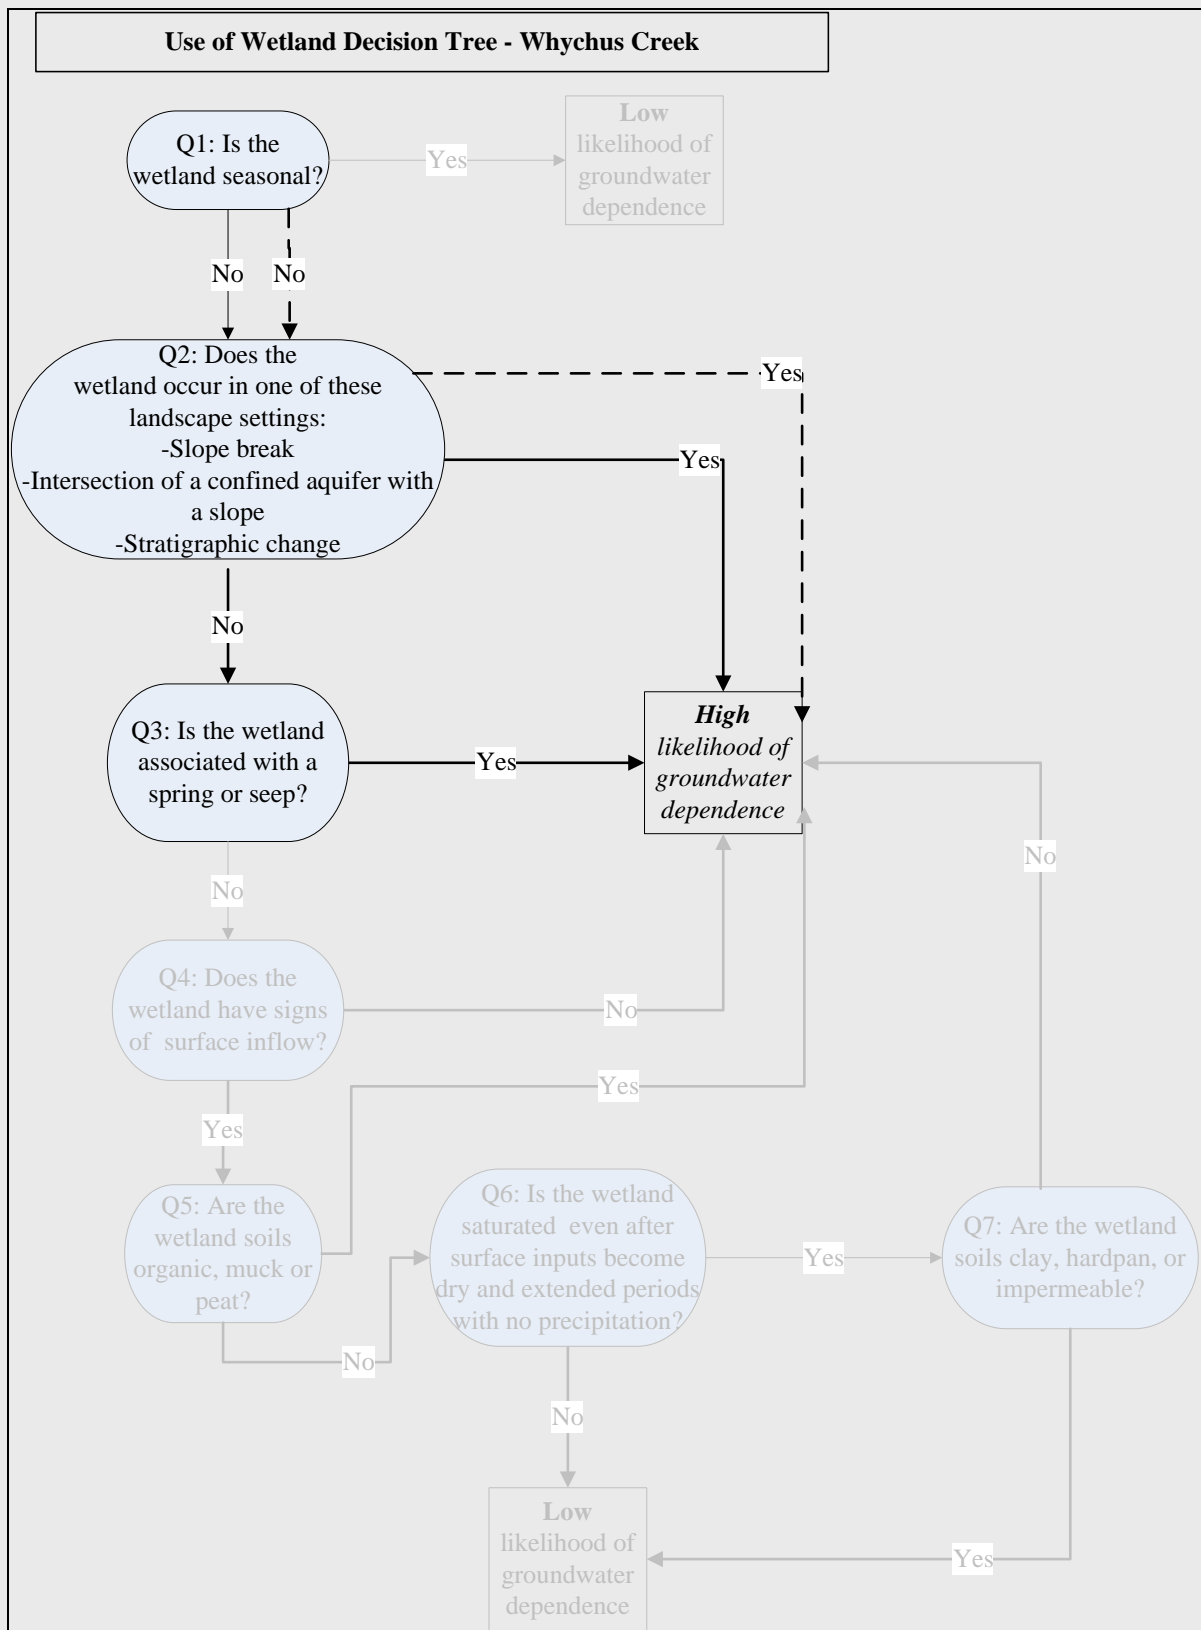 Use of Wetland Decision Tree - Whychus Creek
Q1: Is the
wetland seasonal?
Yes
Low
likelihood of
groundwater
dependence
No
No
Q2: Does the
wetland occur in one of these
landscape settings:
-Slope break
-Intersection of a confined aquifer with
a slope
-Stratigraphic change
Yes
Yes
No
Q3: Is the wetland
associated with a
spring or seep?
Yes
High
likelihood of
groundwater
dependence
No
No
Q4: Does the
wetland have signs
of surface inflow?
No
Yes
Yes
Q5: Are the
wetland soils
organic, muck or
peat?
No
Q6: Is the wetland
saturated even after
surface inputs become
dry and extended periods
with no precipitation?
Yes
Q7: Are the wetland
soils clay, hardpan, or
impermeable?
No
Low
likelihood of
groundwater
dependence
Yes